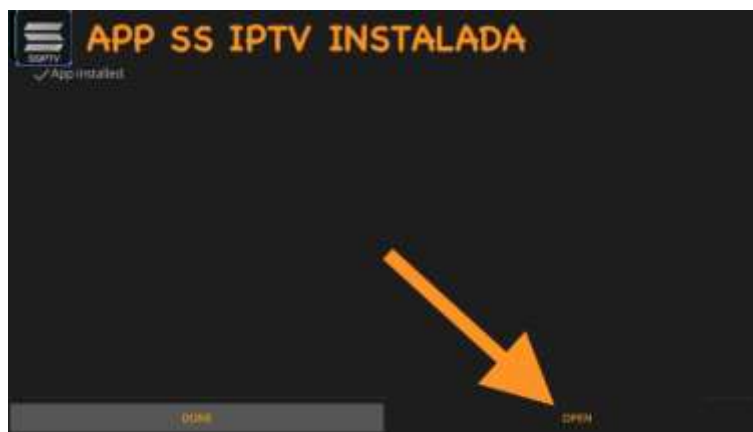 APP SS IPTV INSTALADA
SSIPTV
App installed.
DONE
OPEN